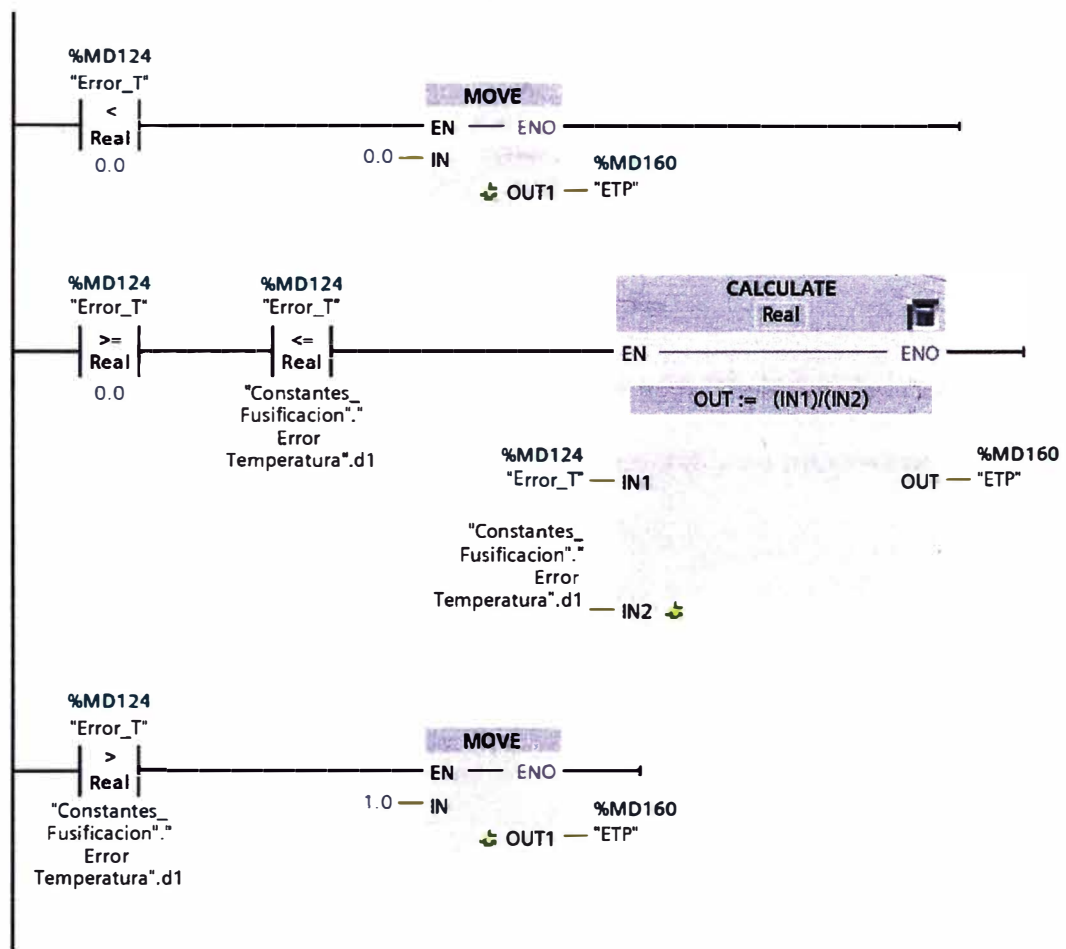 %MD124
"Error_T"
<
Real
0.0
MOVE
EN ENO
0.0 IN
%MD160
OUT1 "ETP"
%MD124
"Error_T"
>=
Real
0.0
%MD124
"Error_T"
<=
Real
"Constantes_
Fusificacion"."
Error
Temperatura".d1
CALCULATE
Real
EN ENO
OUT := (IN1)/(IN2)
%MD124
"Error_T" IN1
%MD160
OUT "ETP"
"Constantes_
Fusificacion"."
Error
Temperatura".d1 IN2
%MD124
"Error_T"
>
Real
"Constantes_
Fusificacion"."
Error
Temperatura".d1
MOVE
EN ENO
1.0 IN
%MD160
OUT1 "ETP"